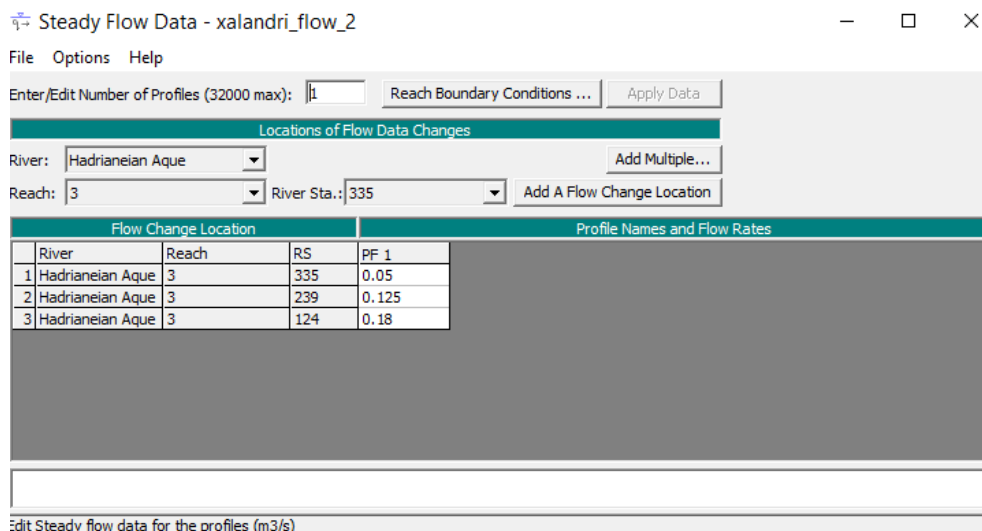 Steady Flow Data - xalandri_flow_2
File Options Help
Enter/Edit Number of Profiles (32000 max): 1 Reach Boundary Conditions ... Apply Data
Locations of Flow Data Changes
River: Hadrianeian Aque Add Multiple...
Reach: 3 River Sta.: 335 Add A Flow Change Location
Flow Change Location Profile Names and Flow Rates
River Reach RS PF 1
1 Hadrianeian Aque 3 335 0.05
2 Hadrianeian Aque 3 239 0.125
3 Hadrianeian Aque 3 124 0.18
Edit Steady flow data for the profiles (m3/s)